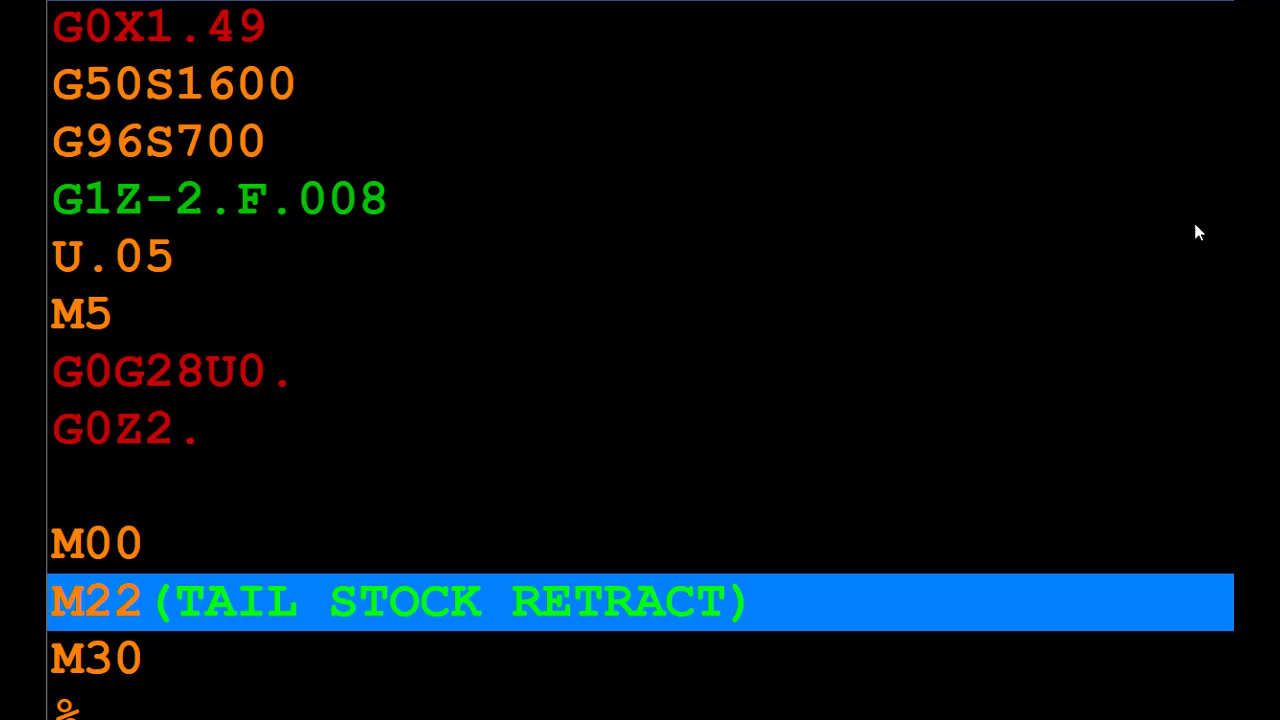 G0X1.49
G50S1600
G96S700
G1Z-2.F.008
U.05
M5
G0G28U0.
G0Z2.
M00
M22(TAIL STOCK RETRACT)
M30
%